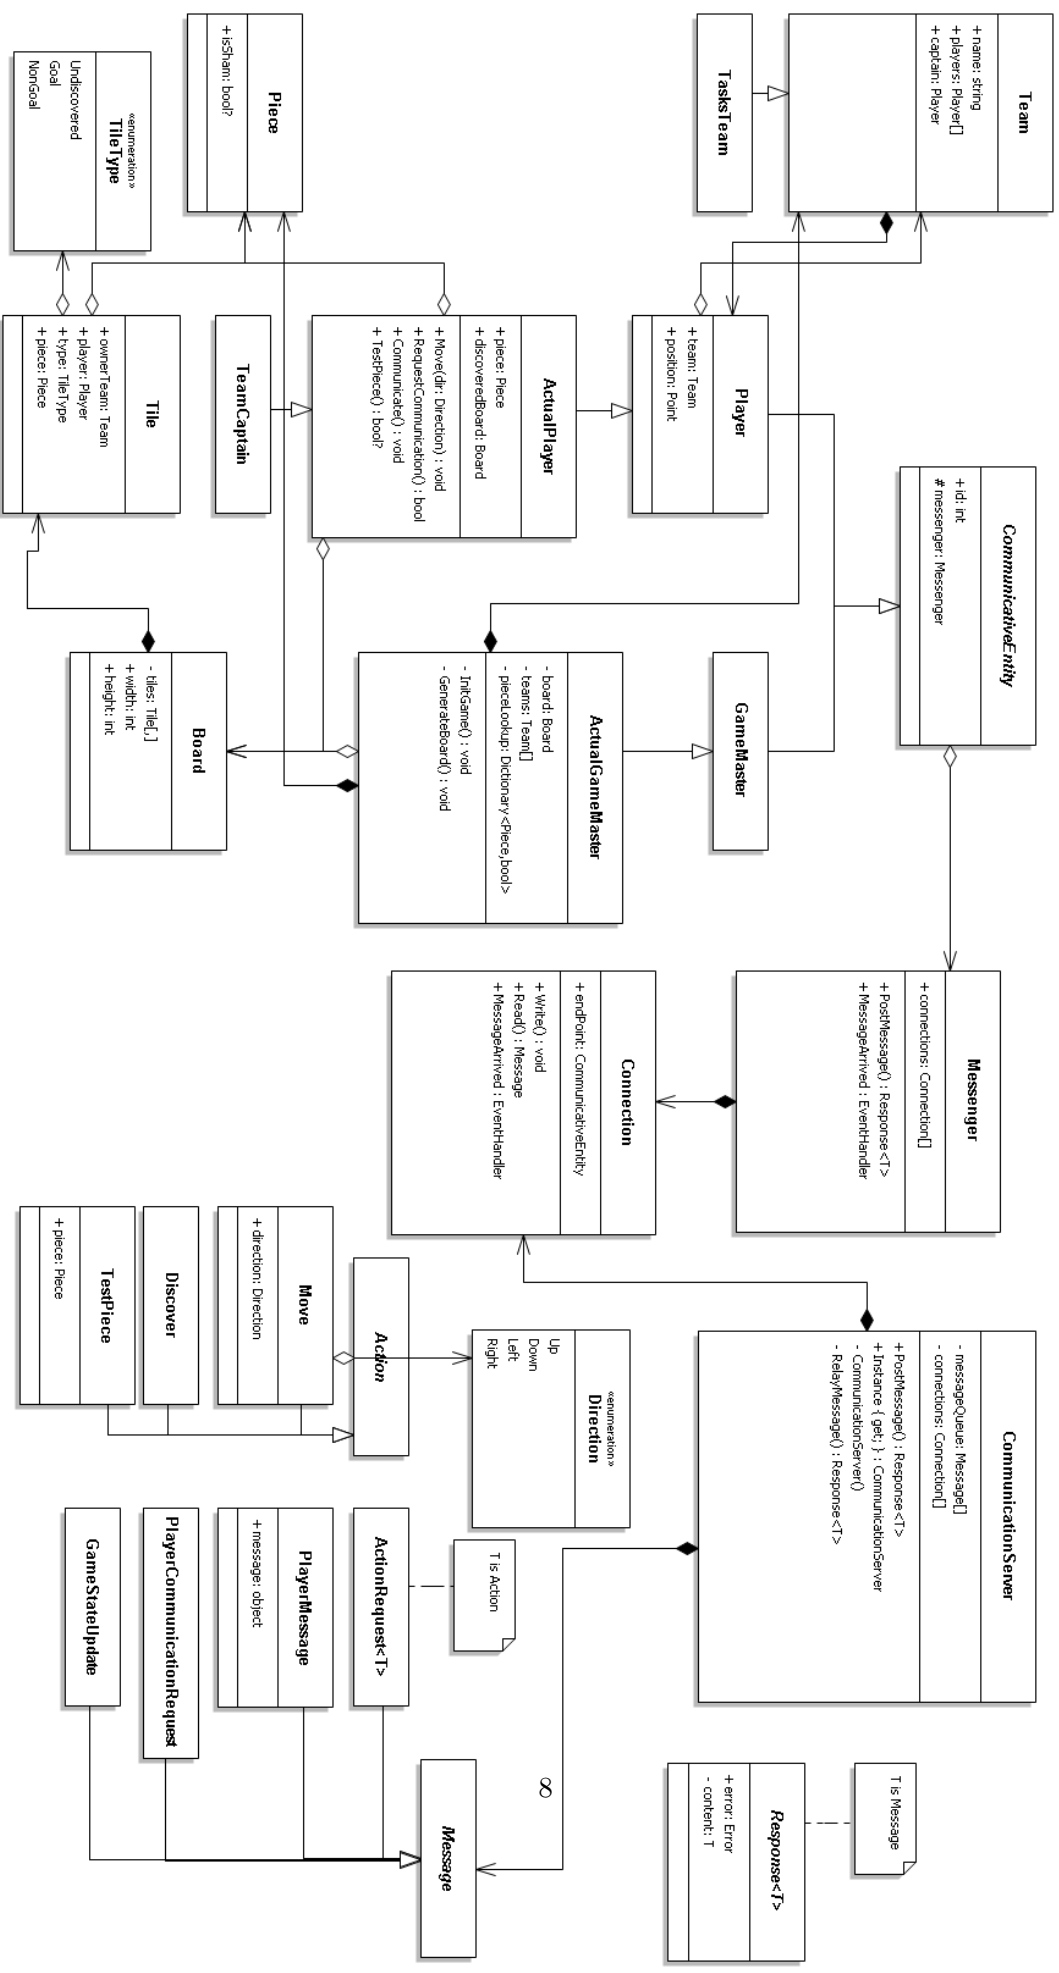 Team
+ name: string
+ players: Player[]
+ captain: Player
TasksTeam
Piece
+ isSham: bool?
«enumeration»
TileType
Undiscovered
Goal
NonGoal
CommunicativeEntity
+ id: int
# messenger: Messenger
Player
+ team: Team
+ position: Point
ActualPlayer
+ piece: Piece
+ discoveredBoard: Board
+ Move(dir: Direction) : void
+ RequestCommunication() : bool
+ Communicate() : void
+ TestPiece() : bool?
TeamCaptain
Tile
+ ownerTeam: Team
+ player: Player
+ type: TileType
+ piece: Piece
GameMaster
ActualGameMaster
- board: Board
- teams: Team[]
- pieceLookup: Dictionary<Piece,bool>
- InitGame() : void
- GenerateBoard() : void
Board
- tiles: Tile[,]
+ width: int
+ height: int
Messenger
+ connections: Connection[]
+ PostMessage() : Response<T>
+ MessageArrived : EventHandler
Connection
+ endPoint: CommunicativeEntity
+ Write() : void
+ Read() : Message
+ MessageArrived : EventHandler
CommunicationServer
- messageQueue: Message[]
- connections: Connection[]
+ PostMessage() : Response<T>
+ Instance { get; } : CommunicationServer
- CommunicationServer()
- RelayMessage() : Response<T>
«enumeration»
Direction
Up
Down
Left
Right
Action
Move
+ direction: Direction
Discover
TestPiece
+ piece: Piece
T is Action
ActionRequest<T>
PlayerMessage
+ message: object
PlayerCommunicationRequest
GameStateUpdate
T is Message
Response<T>
+ error: Error
- content: T
∞
Message